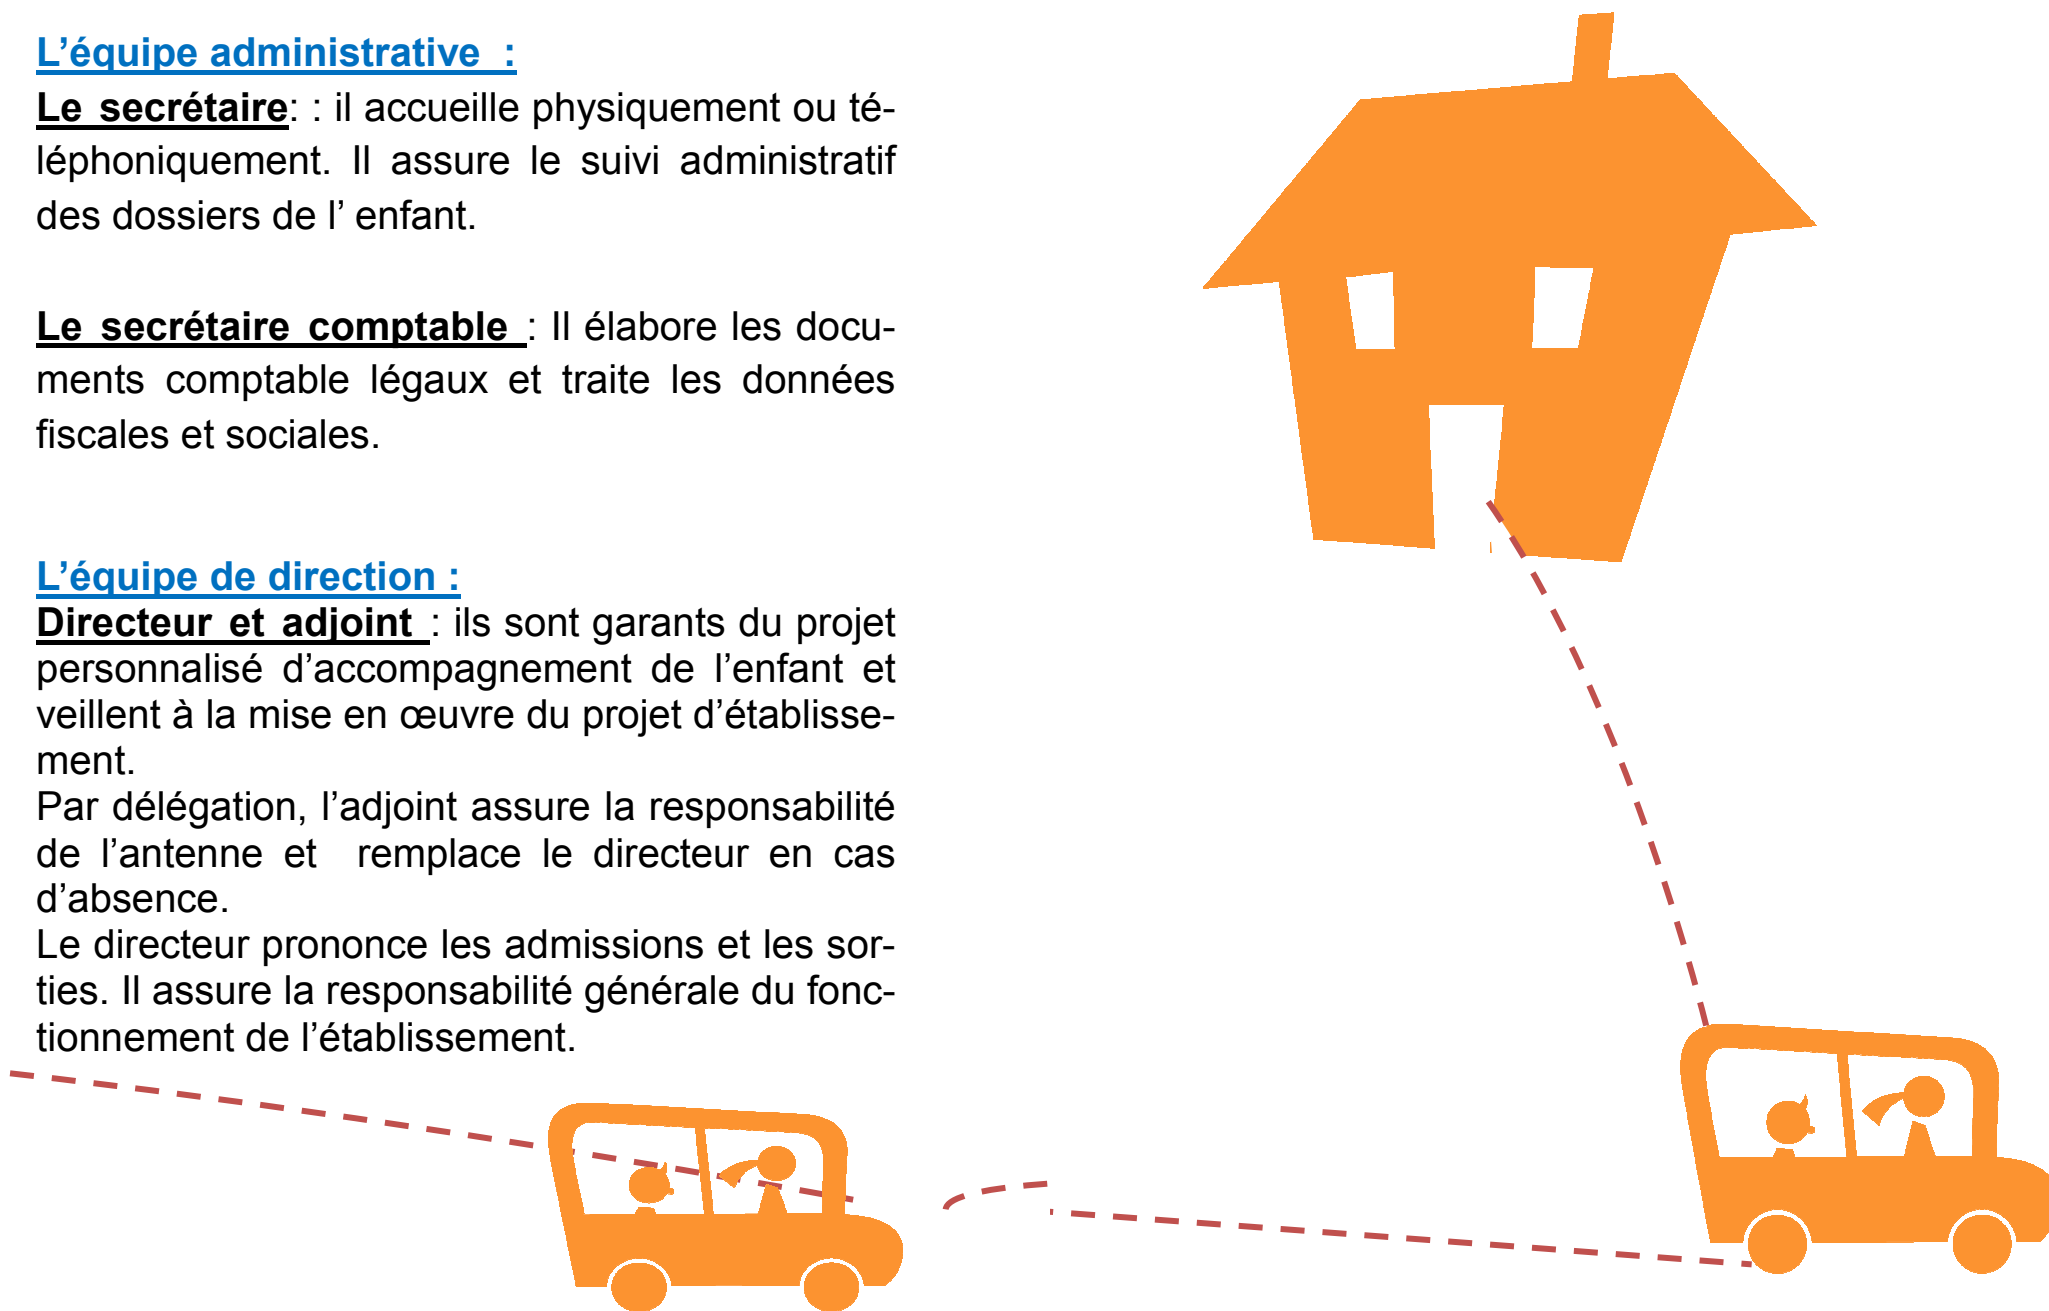 L’équipe administrative  :
Le secrétaire: : il accueille physiquement ou té-
léphoniquement. Il assure le suivi administratif
des dossiers de l’ enfant.
Le secrétaire comptable : Il élabore les docu-
ments comptable légaux et traite les données
fiscales et sociales.
L’équipe de direction :
Directeur et adjoint : ils sont garants du projet
personnalisé d’accompagnement de l’enfant et
veillent à la mise en œuvre du projet d’établisse-
ment.
Par délégation, l’adjoint assure la responsabilité
de l’antenne et  remplace le directeur en cas
d’absence.
Le directeur prononce les admissions et les sor-
ties. Il assure la responsabilité générale du fonc-
tionnement de l’établissement.